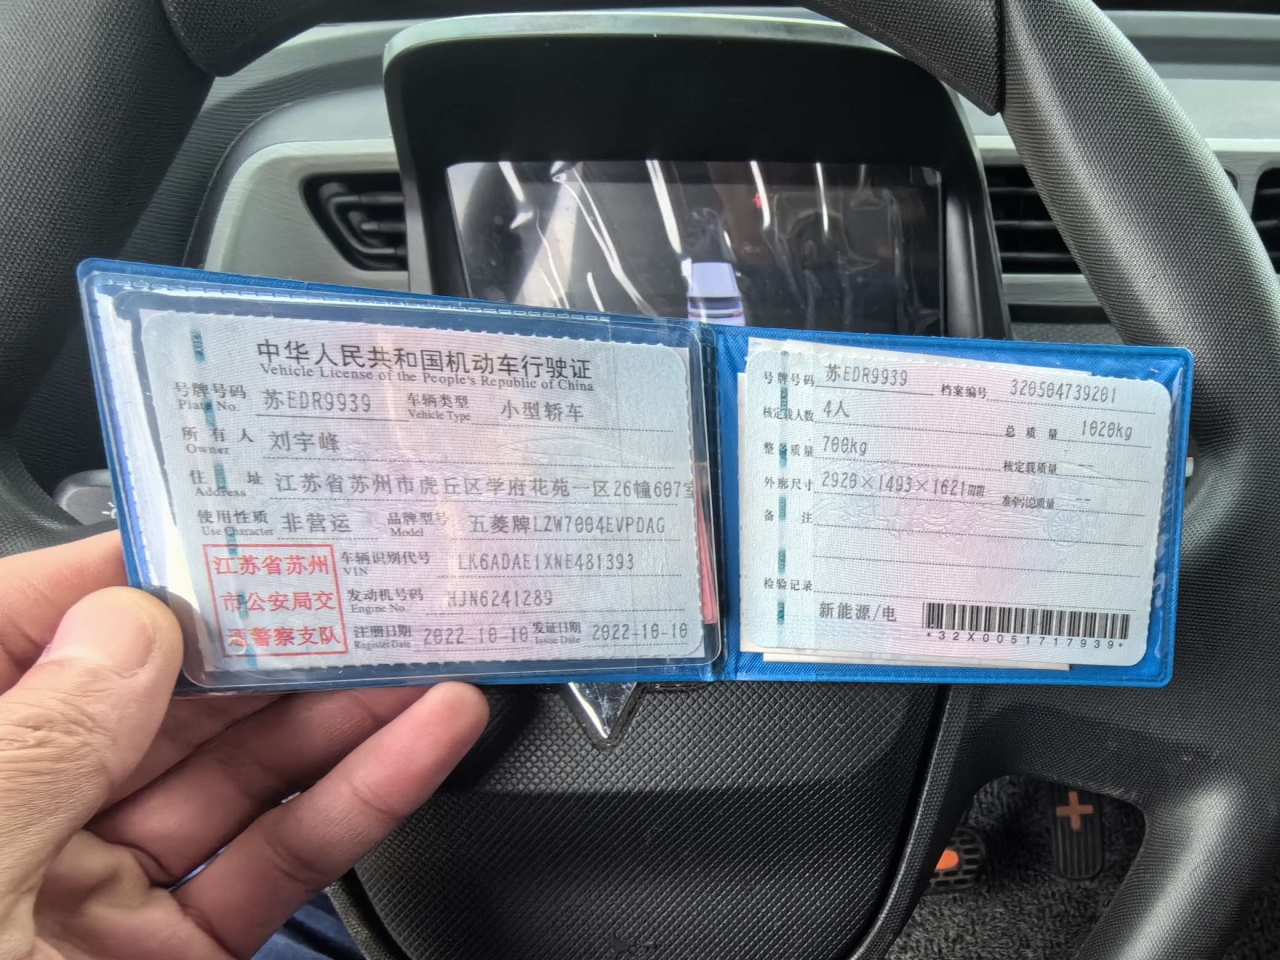 中华人民共和国机动车行驶证
Vehicle License of the People's Republic of China
号牌号码 苏EDR9939 车辆类型 小型轿车
Plate No. Vehicle Type
所有人 刘宇峰
Owner
住址 江苏省苏州市虎丘区学府花苑一区26幢607室
Address
使用性质 非营运 品牌型号 五菱牌LZW7004EVPDAG
Use Character Model
江苏省苏州
市公安局交
通警察支队
车辆识别代号 LK6ADAE1XNE481393
VIN
发动机号码 HJN6241289
Engine No.
注册日期 2022-10-10 发证日期 2022-10-10
Register Date Issue Date
号牌号码 苏EDR9939 档案编号 320504739201
核定载人数 4人 总质量 1020kg
整备质量 700kg 核定载质量 --
外廓尺寸 2920×1493×1621mm 准牵引总质量 --
备注
检验记录
新能源/电
*32X0051717939*